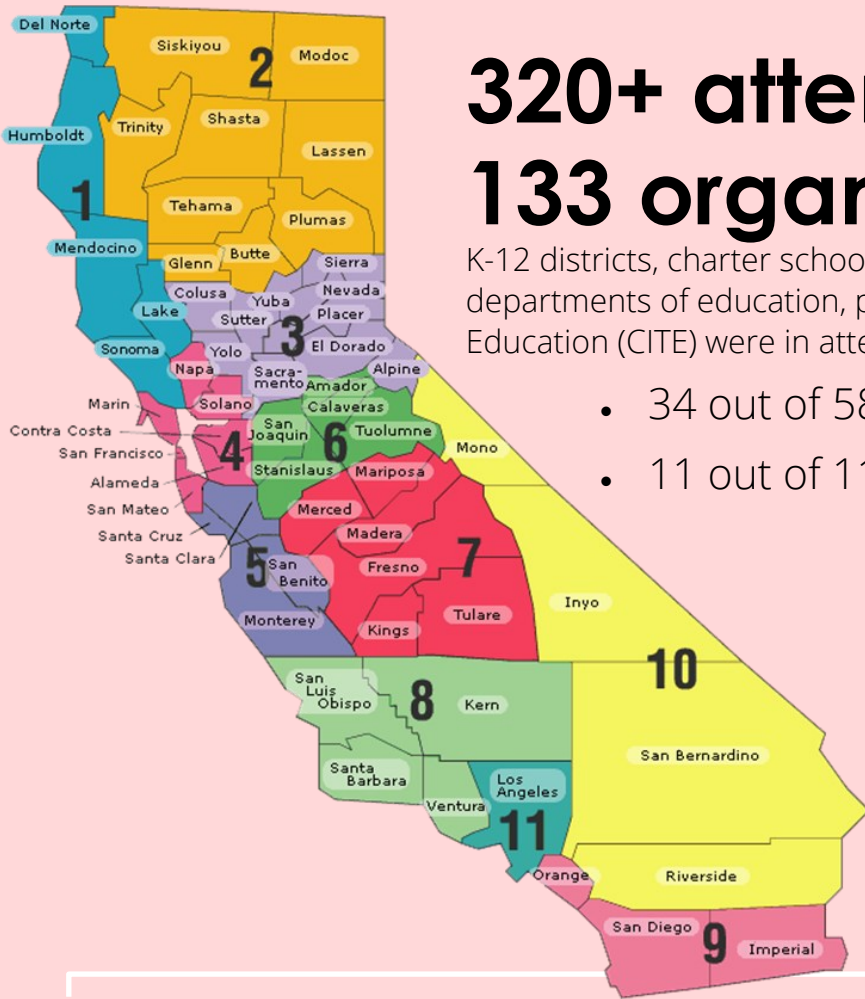 Del Norte
Siskiyou
Modoc
2
Humboldt
Trinity
Shasta
Lassen
1
Tehama
Plumas
Mendocino
Glenn
Butte
Sierra
Colusa
Yuba
Nevada
Lake
Sutter
Placer
3
Sonoma
Yolo
El Dorado
Napa
Sacra-
mento
Amador
Alpine
Marin
Solano
Calaveras
Contra Costa
San
Joaquin
Tuolumne
San Francisco
4
6
Mono
Alameda
Stanislaus
Mariposa
San Mateo
Merced
Santa Cruz
Madera
Santa Clara
5
San
Benito
Fresno
7
Inyo
Monterey
Kings
Tulare
10
San
Luis
Obispo
8
Kern
San Bernardino
Santa
Barbara
Los
Angeles
Ventura
11
Orange
Riverside
San Diego
9
Imperial
320+ atte
133 organ
K-12 districts, charter schoo
departments of education, p
Education (CITE) were in atte
• 34 out of 58
• 11 out of 11